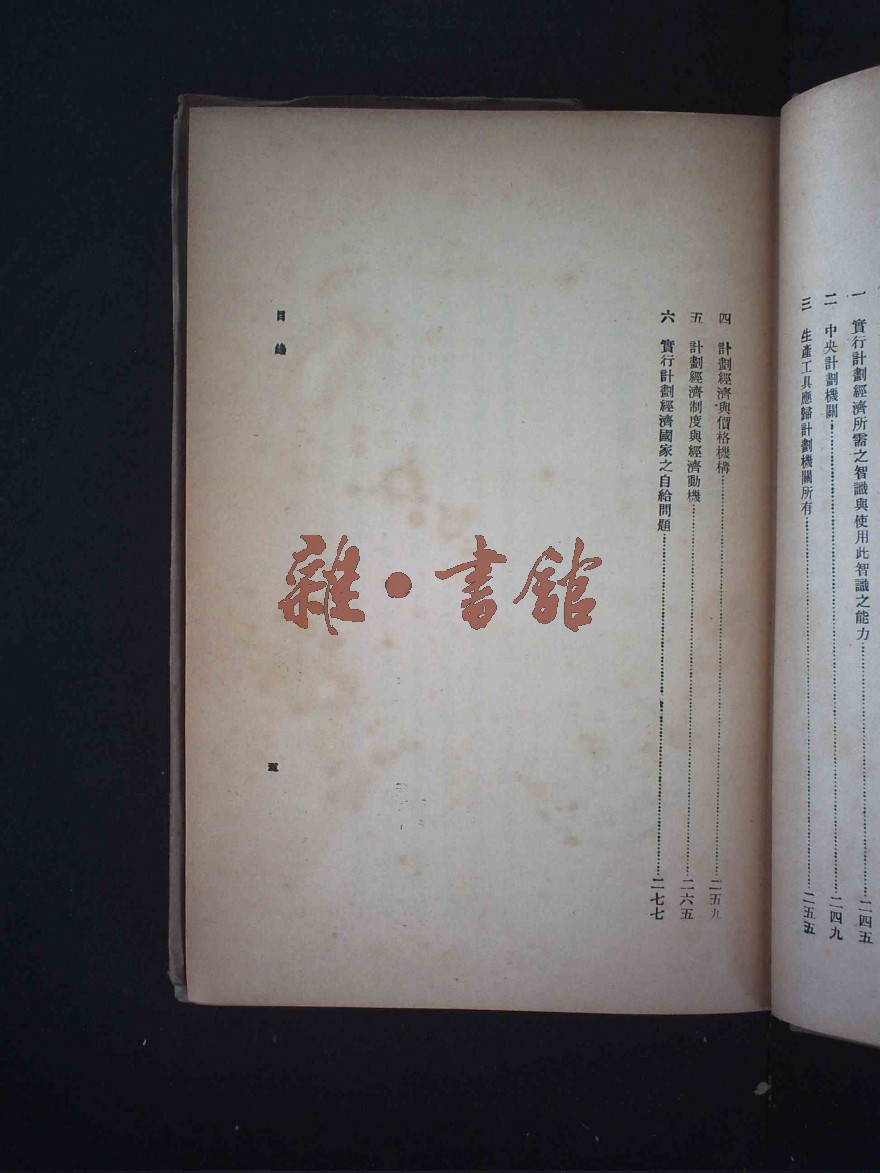 一　實行計劃經濟所需之智識與使用此智識之能力……二四五
二　中央計劃機關……二四九
三　生產工具應歸計劃機關所有……二五五
四　計劃經濟與價格機構……二五九
五　計劃經濟制度與經濟動機……二六五
六　實行計劃經濟國家之自給問題……二七七
目錄
五
雜•書館